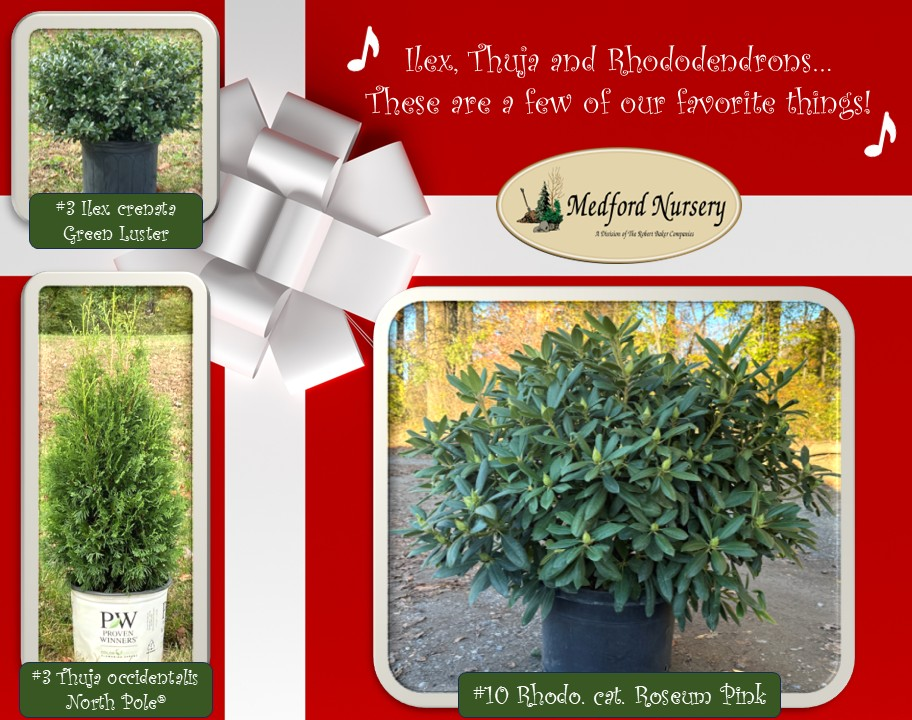 Ilex, Thuja and Rhododendrons...
These are a few of our favorite things!
Medford Nursery
A Division of The Robert Baker Companies
#3 Ilex crenata
Green Luster
PW
PROVEN
WINNERS®
#3 Thuja occidentalis
North Pole®
#10 Rhodo. cat. Roseum Pink